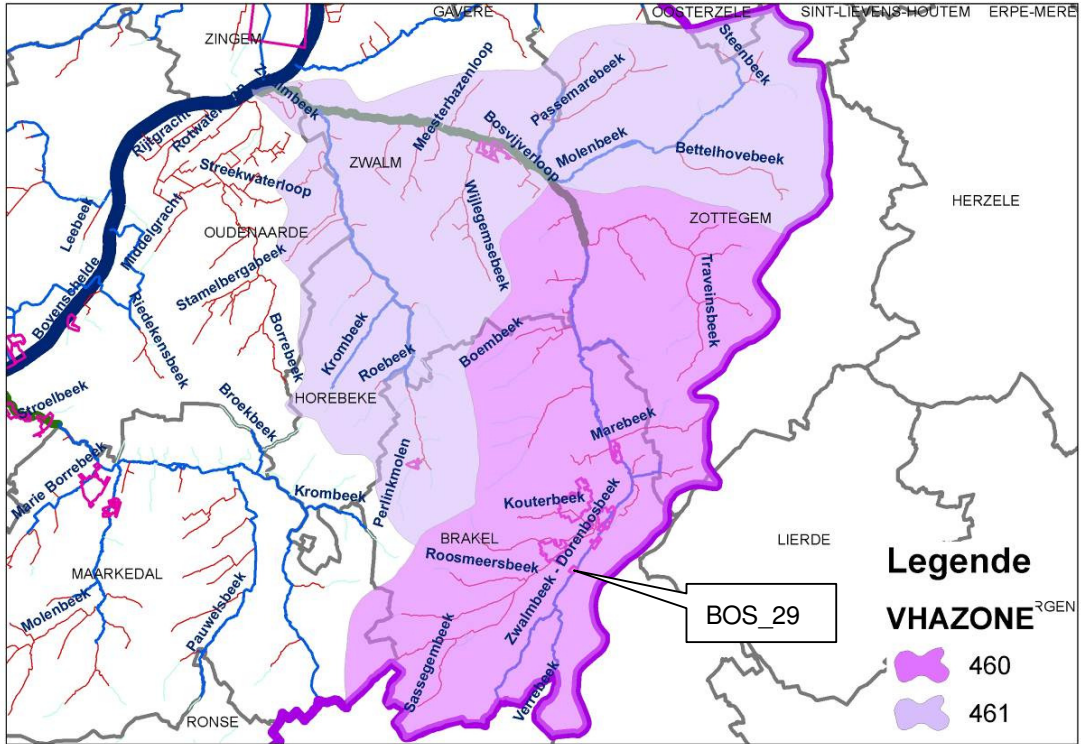 GAVERE
OOSTERZELE
SINT-LIEVENS-HOUTEM
ERPE-MERE
ZINGEM
Steenbeek
Zwalmbeek
Meesterbazenloop
Passemarebeek
Rijtgracht
Rotwaterloop
Bosvijverloop
Molenbeek
Bettelhovebeek
ZWALM
Streekwaterloop
Wijlegemsebeek
HERZELE
Leebeek
Middelgracht
OUDENAARDE
ZOTTEGEM
Stamelbergabeek
Traveinsbeek
Bovenschelde
Riedekensbeek
Borrebeek
Krombeek
Roebeek
Boembeek
Stroelbeek
Broekbeek
HOREBEKE
Marebeek
Marie Borrebeek
Krombeek
Perlinkmolen
Kouterbeek
BRAKEL
Roosmeersbeek
Zwalmbeek - Dorenbosbeek
LIERDE
MAARKEDAL
Molenbeek
Pauwelsbeek
Sassegembeek
Verrebeek
RONSE
BOS_29
Legende
VHAZONE
RGEN
460
461